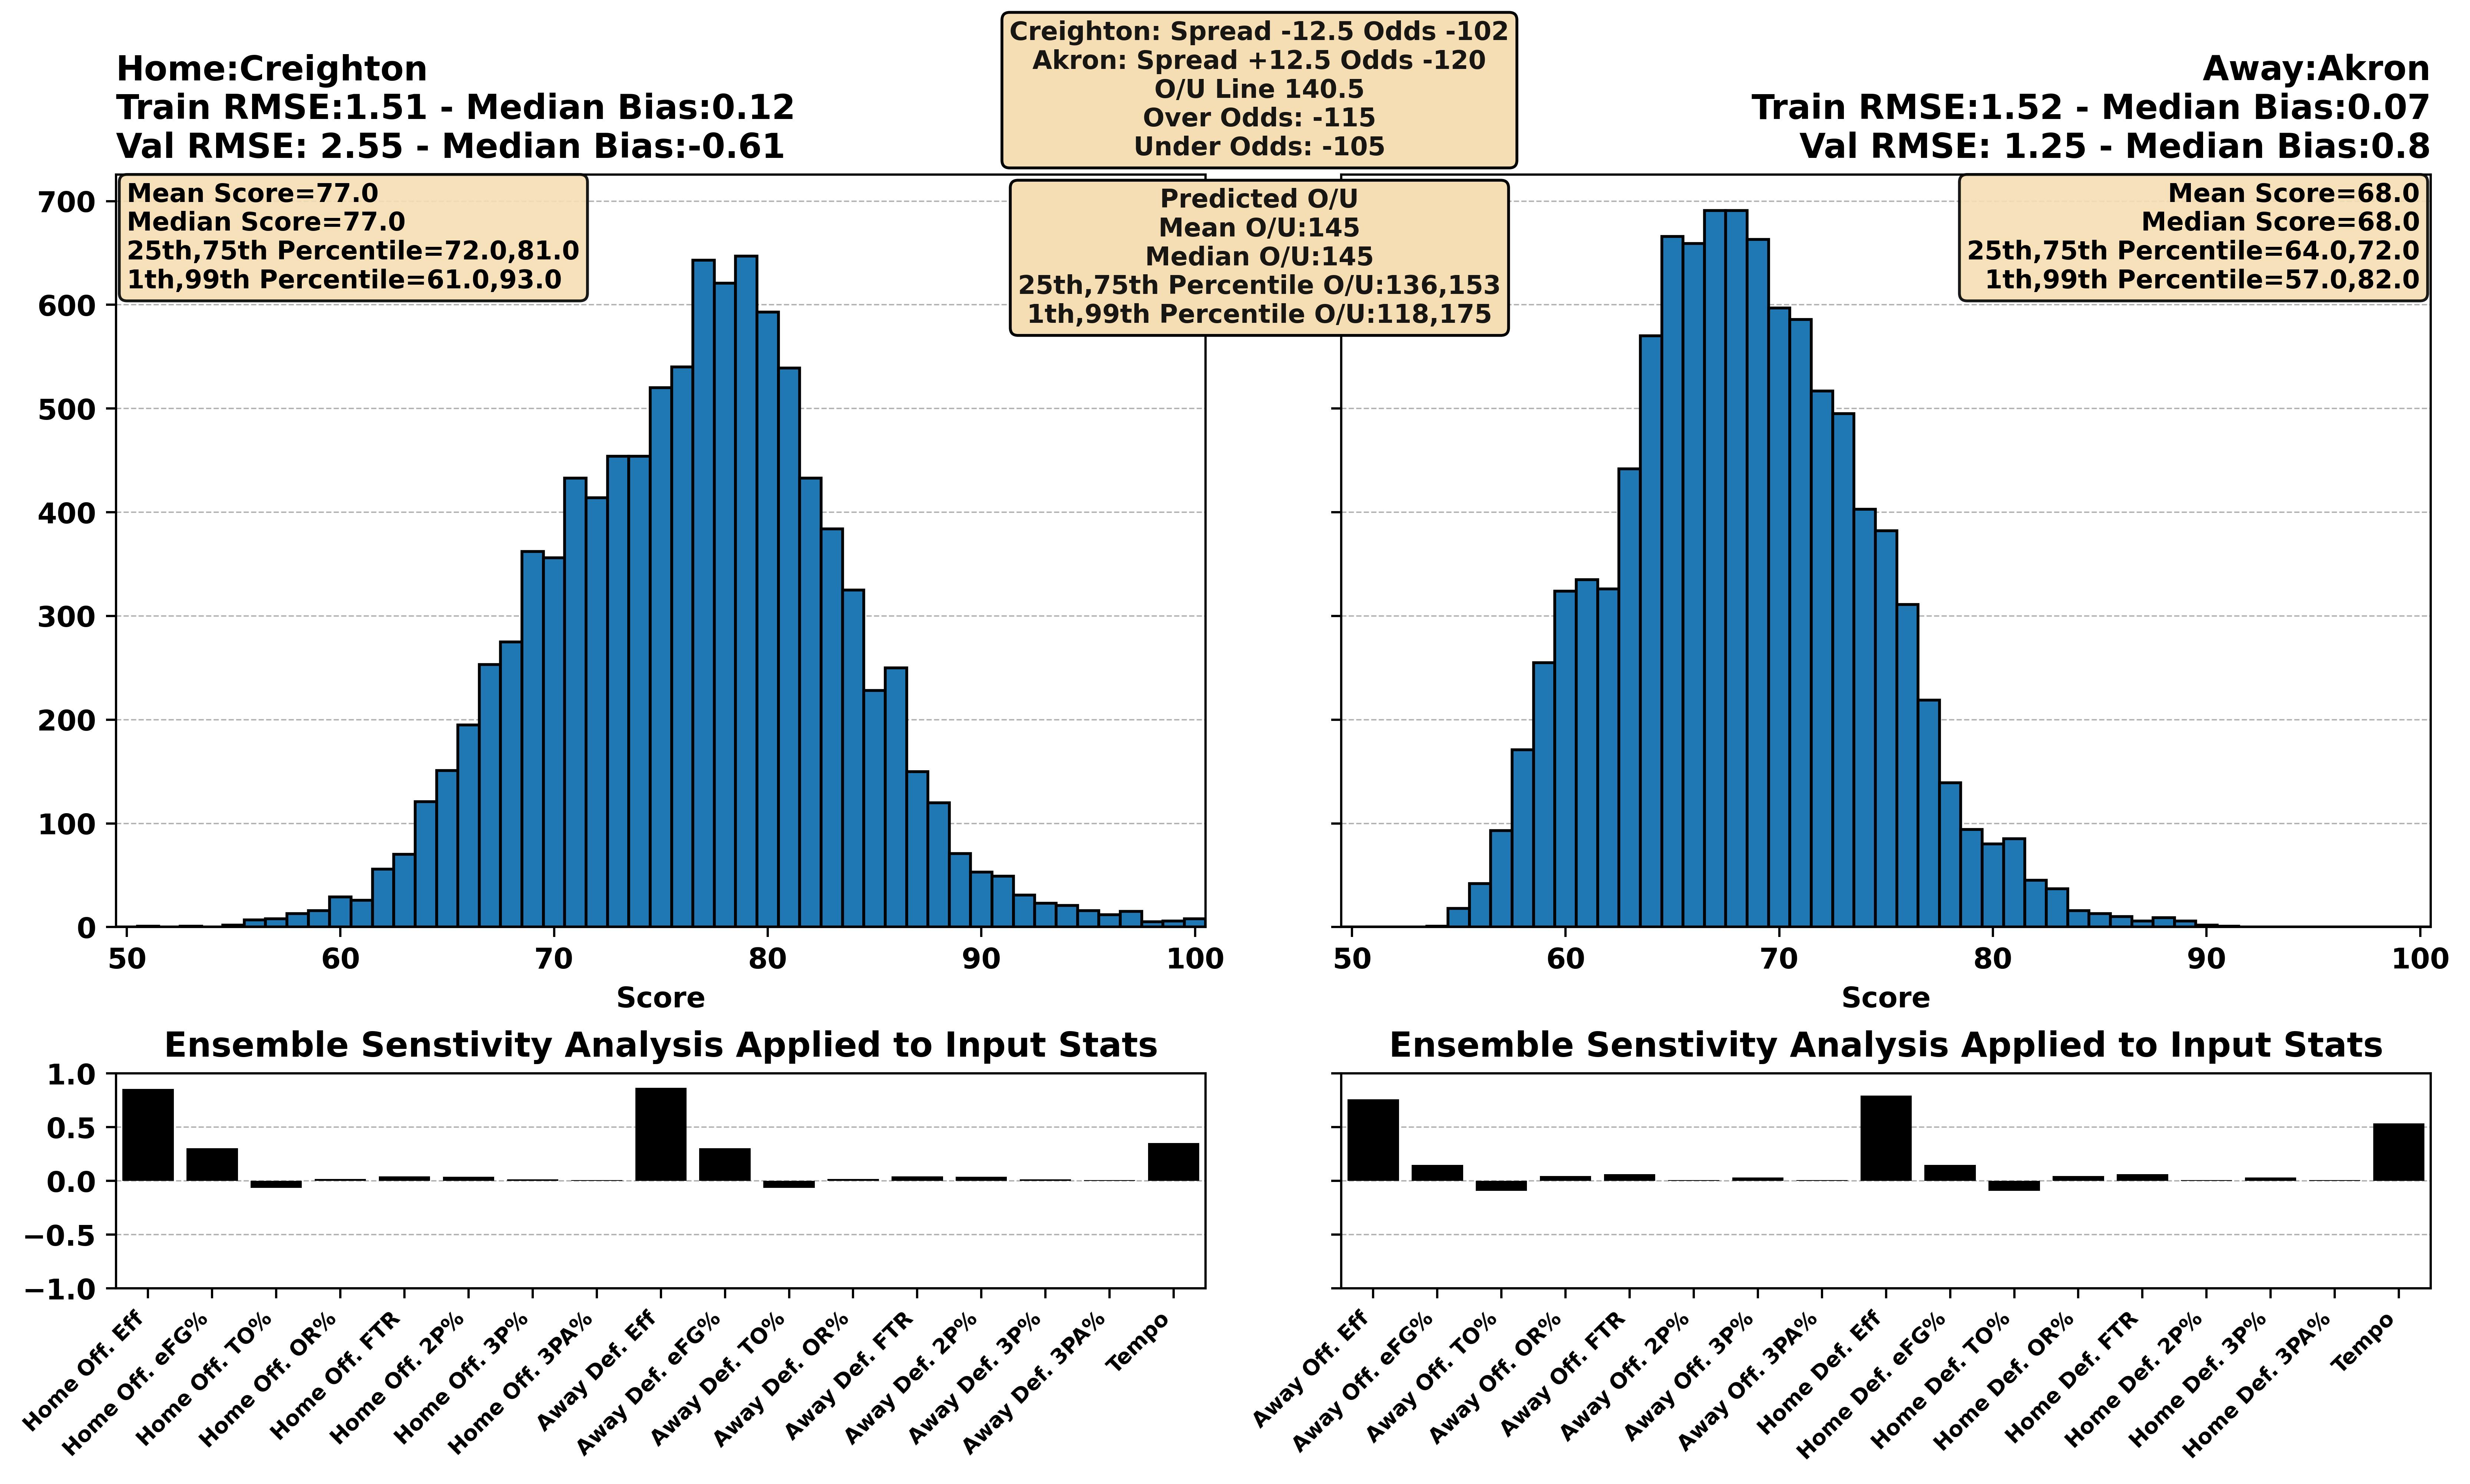 Creighton: Spread -12.5 Odds -102
Akron: Spread +12.5 Odds -120
O/U Line 140.5
Over Odds: -115
Under Odds: -105
Home:Creighton
Train RMSE:1.51 - Median Bias:0.12
Val RMSE: 2.55 - Median Bias:-0.61
Away:Akron
Train RMSE:1.52 - Median Bias:0.07
Val RMSE: 1.25 - Median Bias:0.8
Mean Score=77.0
Median Score=77.0
25th,75th Percentile=72.0,81.0
1th,99th Percentile=61.0,93.0
Predicted O/U
Mean O/U:145
Median O/U:145
25th,75th Percentile O/U:136,153
1th,99th Percentile O/U:118,175
Mean Score=68.0
Median Score=68.0
25th,75th Percentile=64.0,72.0
1th,99th Percentile=57.0,82.0
700
600
500
400
300
200
100
0
50 60 70 80 90 100
Score
50 60 70 80 90 100
Score
Ensemble Senstivity Analysis Applied to Input Stats
1.0
0.5
0.0
−0.5
−1.0
Home Off. Eff
Home Off. eFG%
Home Off. TO%
Home Off. OR%
Home Off. FTR
Home Off. 2P%
Home Off. 3P%
Home Off. 3PA%
Away Def. Eff
Away Def. eFG%
Away Def. TO%
Away Def. OR%
Away Def. FTR
Away Def. 2P%
Away Def. 3P%
Away Def. 3PA%
Tempo
Ensemble Senstivity Analysis Applied to Input Stats
Away Off. Eff
Away Off. eFG%
Away Off. TO%
Away Off. OR%
Away Off. FTR
Away Off. 2P%
Away Off. 3P%
Away Off. 3PA%
Home Def. Eff
Home Def. eFG%
Home Def. TO%
Home Def. OR%
Home Def. FTR
Home Def. 2P%
Home Def. 3P%
Home Def. 3PA%
Tempo